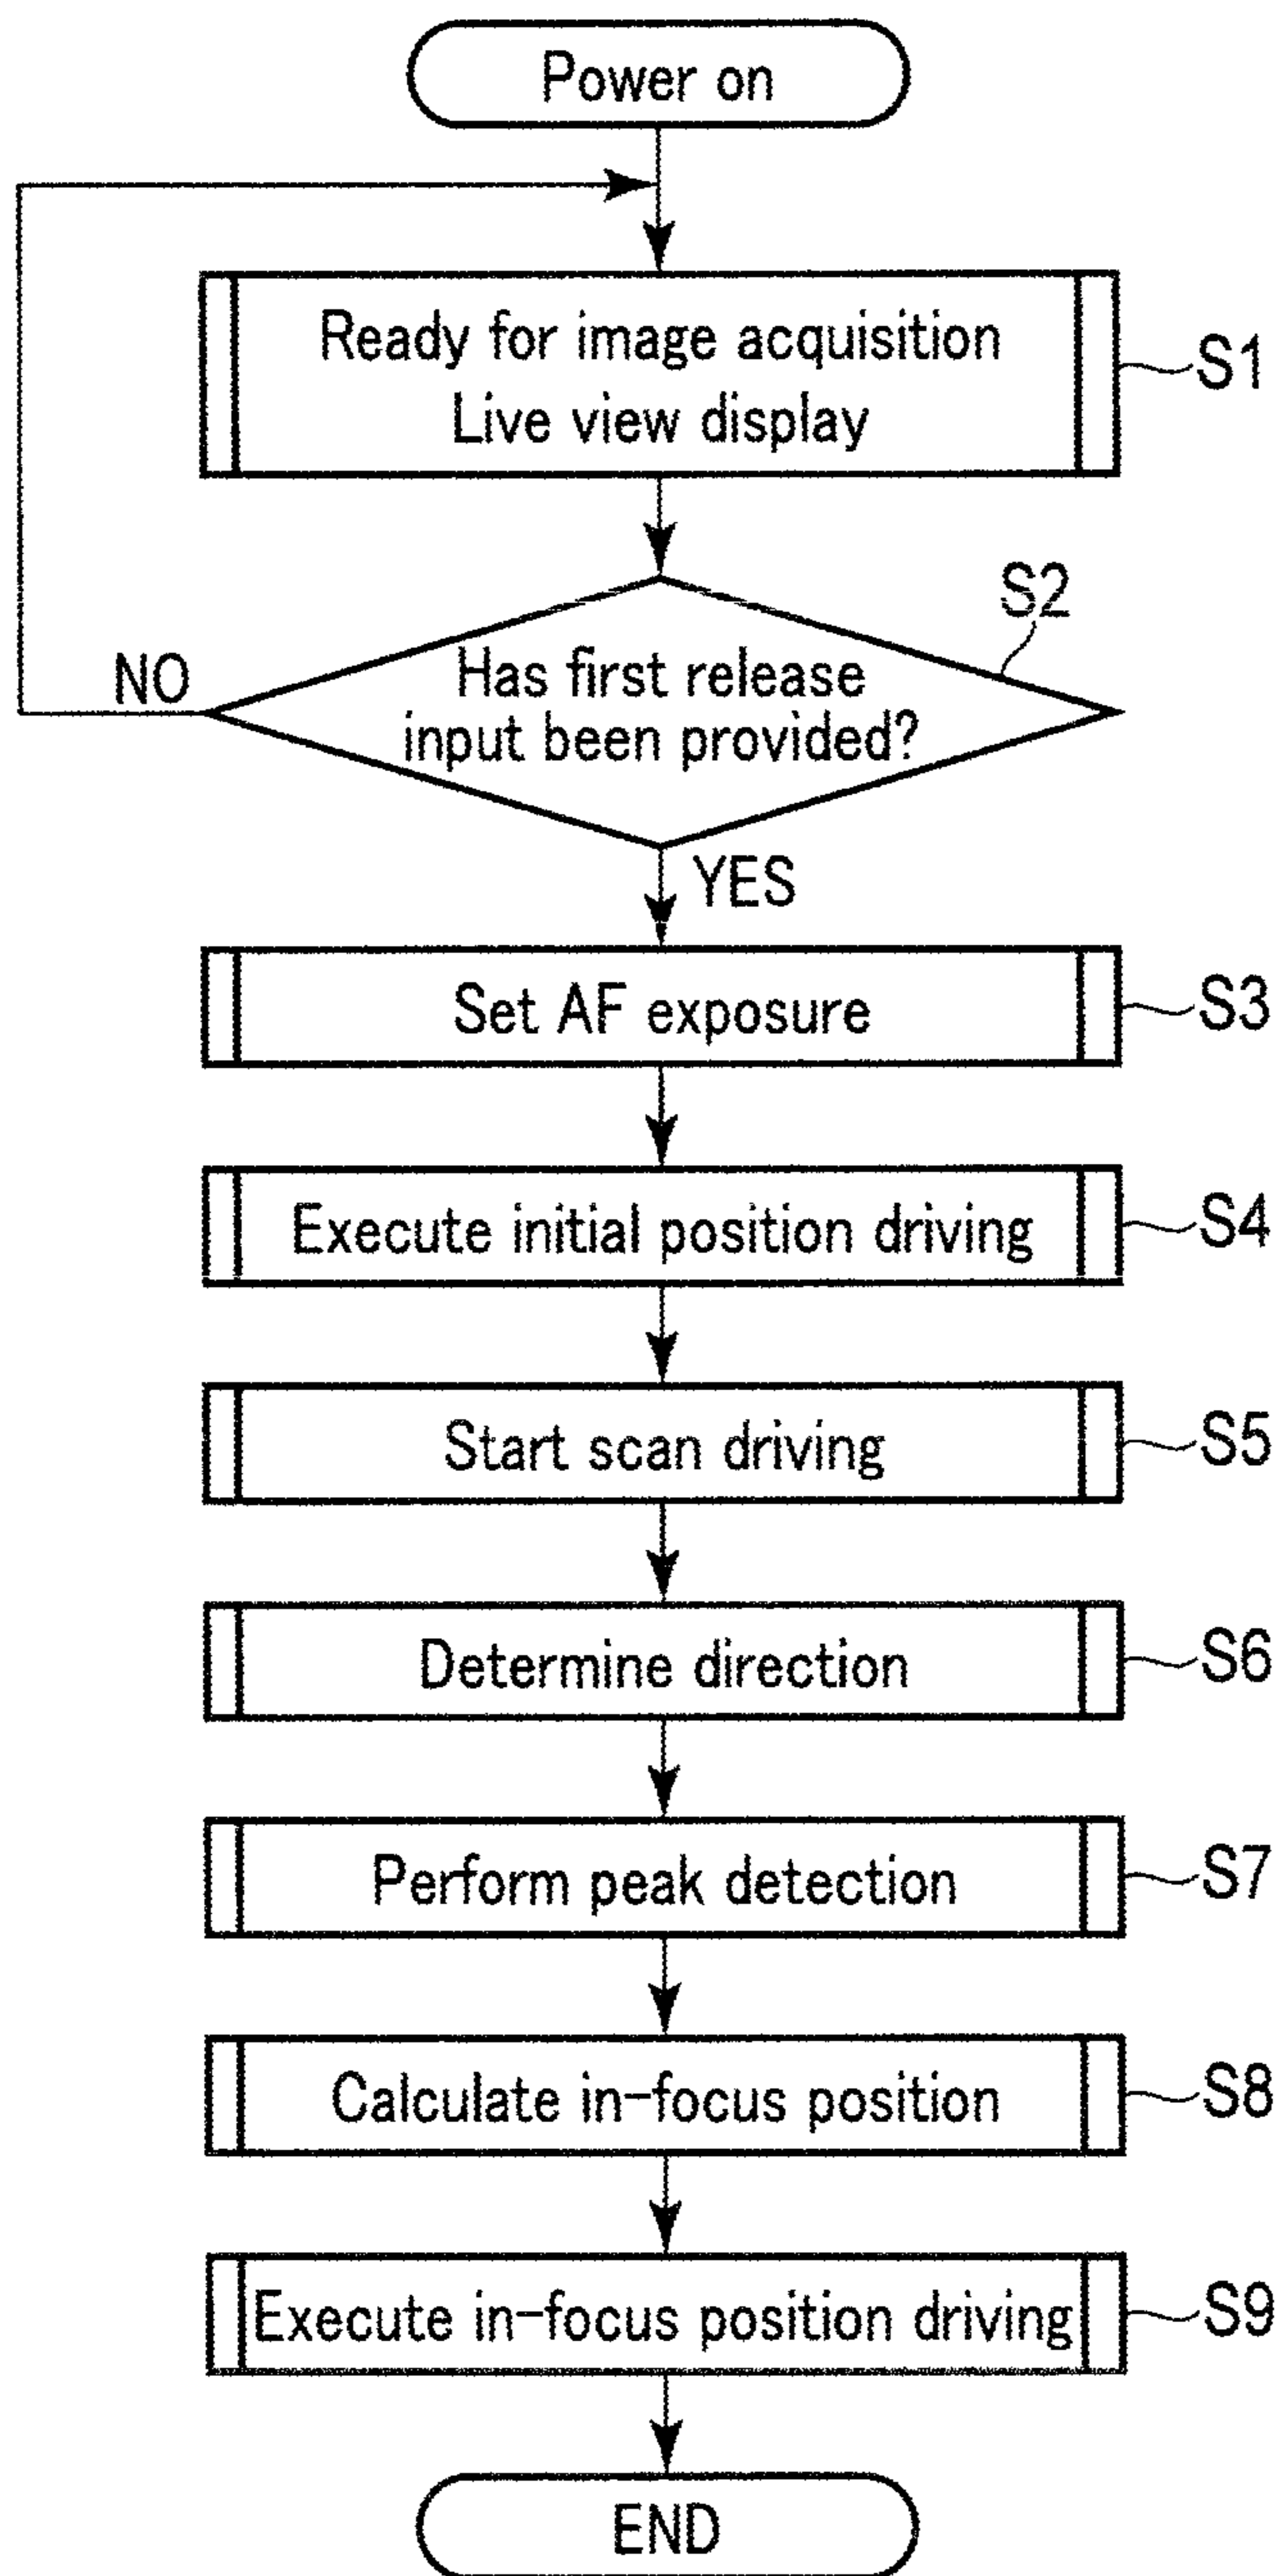 Power on
Ready for image acquisition
Live view display
S1
S2
Has first release
input been provided?
NO
YES
Set AF exposure
S3
Execute initial position driving
S4
Start scan driving
S5
Determine direction
S6
Perform peak detection
S7
Calculate in-focus position
S8
Execute in-focus position driving
S9
END